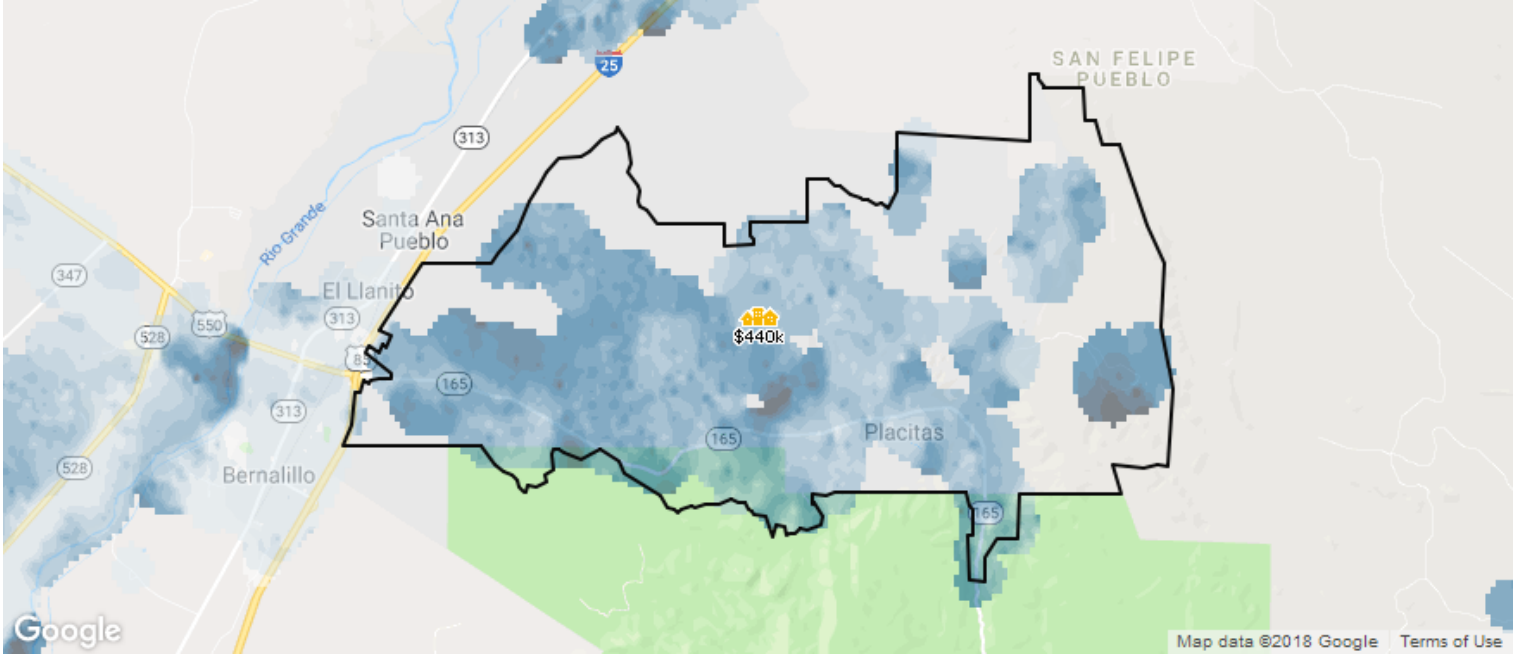 SAN FELIPE
PUEBLO
25
313
Santa Ana
Pueblo
Rio Grande
347
El Llanito
313
550
528
85
$440k
165
313
165
Placitas
528
Bernalillo
165
Google
Map data ©2018 Google
Terms of Use